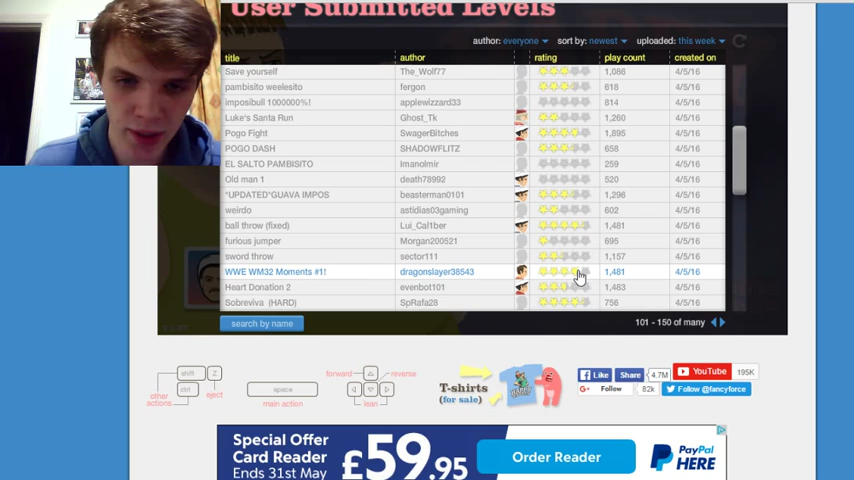 User Submitted Levels
author: everyone sort by: newest uploaded: this week
title author rating play count created on
Save yourself The_Wolf77 1,086 4/5/16
pambisito weelesito fergon 618 4/5/16
imposibull 1000000%! applewizzard33 814 4/5/16
Luke's Santa Run Ghost_Tk 1,260 4/5/16
Pogo Fight SwagerBitches 1,895 4/5/16
POGO DASH SHADOWFLITZ 658 4/5/16
EL SALTO PAMBISITO Imanolmir 259 4/5/16
Old man 1 death78992 520 4/5/16
*UPDATED*GUAVA IMPOS beasterman0101 1,296 4/5/16
weirdo astidias03gaming 602 4/5/16
ball throw (fixed) Lui_Cal1ber 1,481 4/5/16
furious jumper Morgan200521 695 4/5/16
sword throw sector111 1,157 4/5/16
WWE WM32 Moments #1! dragonslayer38543 1,481 4/5/16
Heart Donation 2 evenbot101 1,463 4/5/16
Sobreviva (HARD) SpRafa28 756 4/5/16
search by name 101 - 150 of many
shift Z
ctrl eject
other actions
space
main action
forward reverse
lean
T-shirts
(for sale)
Like Share 4.7M YouTube 195K
Follow 82k Follow @fancyforce
Special Offer
Card Reader
Ends 31st May
£59.95
Order Reader
PayPal
HERE